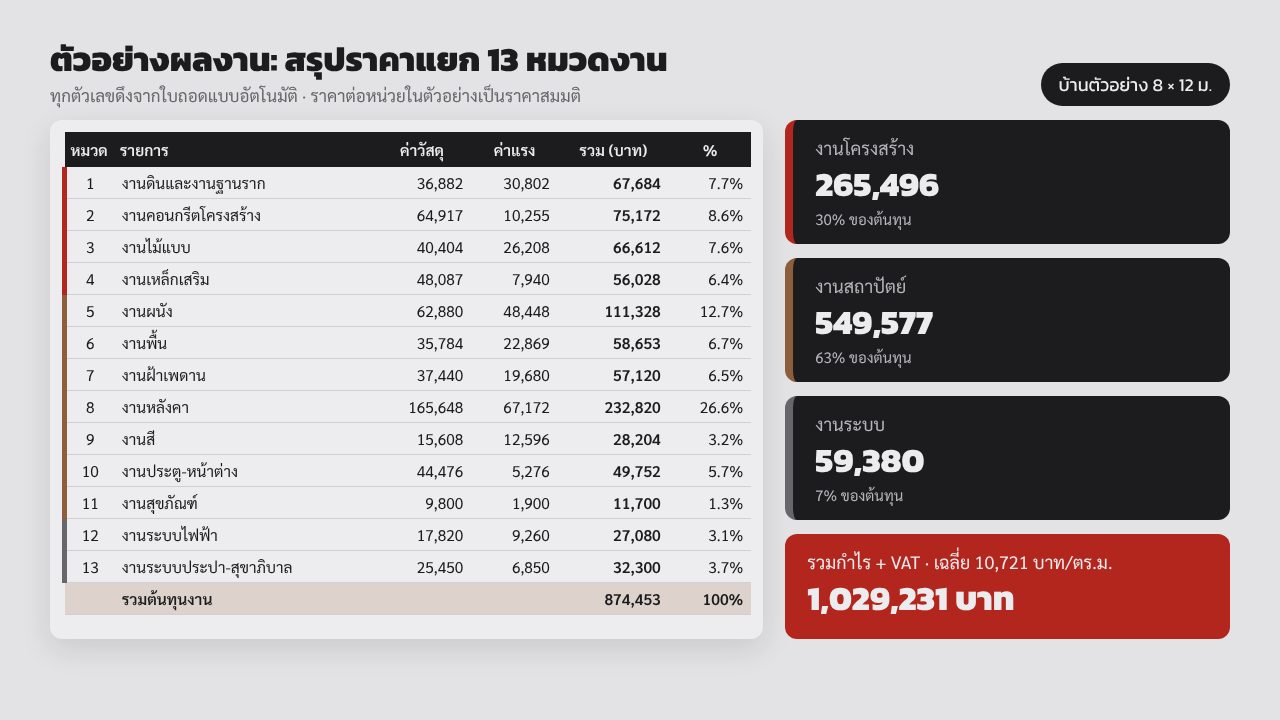 ตัวอย่างผลงาน: สรุปราคาแยก 13 หมวดงาน
ทุกตัวเลขดึงจากใบถอดแบบอัตโนมัติ · ราคาต่อหน่วยในตัวอย่างเป็นราคาสมมติ
บ้านตัวอย่าง 8 × 12 ม.
หมวด รายการ ค่าวัสดุ ค่าแรง รวม (บาท) %
1 งานดินและงานฐานราก 36,882 30,802 67,684 7.7%
2 งานคอนกรีตโครงสร้าง 64,917 10,255 75,172 8.6%
3 งานไม้แบบ 40,404 26,208 66,612 7.6%
4 งานเหล็กเสริม 48,087 7,940 56,028 6.4%
5 งานผนัง 62,880 48,448 111,328 12.7%
6 งานพื้น 35,784 22,869 58,653 6.7%
7 งานฝ้าเพดาน 37,440 19,680 57,120 6.5%
8 งานหลังคา 165,648 67,172 232,820 26.6%
9 งานสี 15,608 12,596 28,204 3.2%
10 งานประตู-หน้าต่าง 44,476 5,276 49,752 5.7%
11 งานสุขภัณฑ์ 9,800 1,900 11,700 1.3%
12 งานระบบไฟฟ้า 17,820 9,260 27,080 3.1%
13 งานระบบประปา-สุขาภิบาล 25,450 6,850 32,300 3.7%
รวมต้นทุนงาน 874,453 100%
งานโครงสร้าง
265,496
30% ของต้นทุน
งานสถาปัตย์
549,577
63% ของต้นทุน
งานระบบ
59,380
7% ของต้นทุน
รวมกำไร + VAT · เฉลี่ย 10,721 บาท/ตร.ม.
1,029,231 บาท